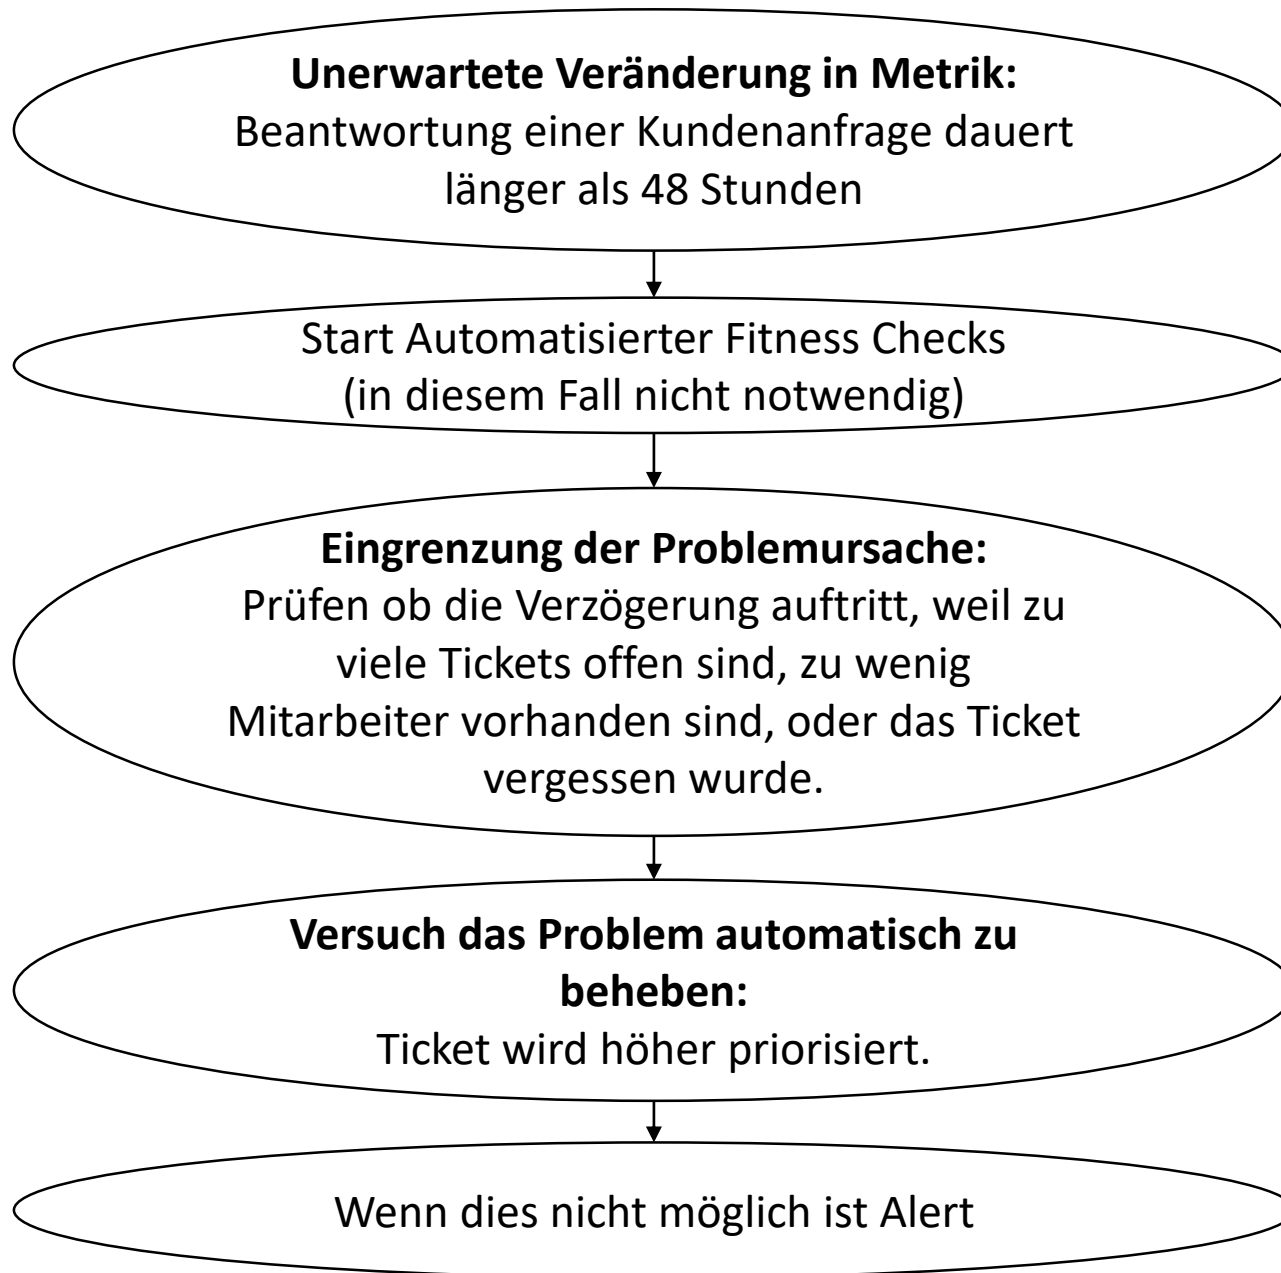 Unerwartete Veränderung in Metrik:
Beantwortung einer Kundenanfrage dauert
länger als 48 Stunden
Start Automatisierter Fitness Checks
(in diesem Fall nicht notwendig)
Eingrenzung der Problemursache:
Prüfen ob die Verzögerung auftritt, weil zu
viele Tickets offen sind, zu wenig
Mitarbeiter vorhanden sind, oder das Ticket
vergessen wurde.
Versuch das Problem automatisch zu
beheben:
Ticket wird höher priorisiert.
Wenn dies nicht möglich ist Alert